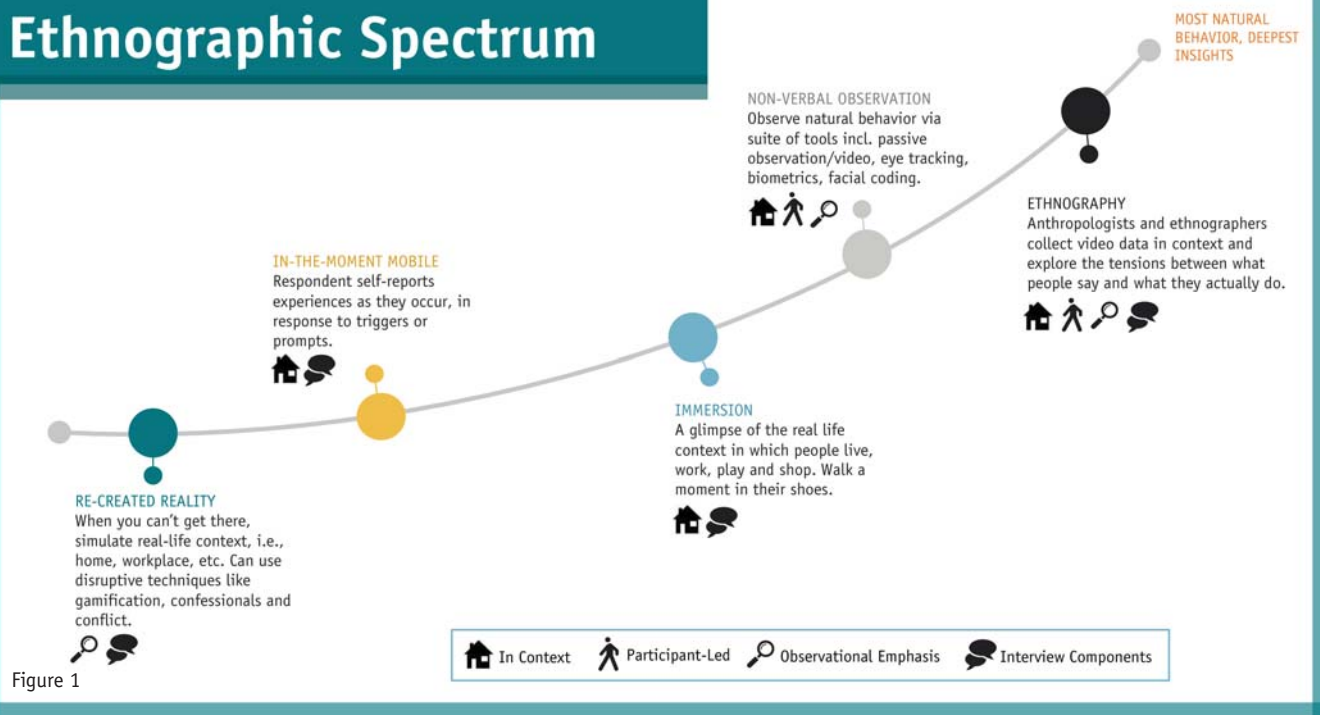 Ethnographic Spectrum
MOST NATURAL
BEHAVIOR, DEEPEST
INSIGHTS
NON-VERBAL OBSERVATION
Observe natural behavior via
suite of tools incl. passive
observation/video, eye tracking,
biometrics, facial coding.
ETHNOGRAPHY
Anthropologists and ethnographers
collect video data in context and
explore the tensions between what
people say and what they actually do.
IN-THE-MOMENT MOBILE
Respondent self-reports
experiences as they occur, in
response to triggers or
prompts.
IMMERSION
A glimpse of the real life
context in which people live,
work, play and shop. Walk a
moment in their shoes.
RE-CREATED REALITY
When you can't get there,
simulate real-life context, i.e.,
home, workplace, etc. Can use
disruptive techniques like
gamification, confessionals and
conflict.
In Context Participant-Led Observational Emphasis Interview Components
Figure 1